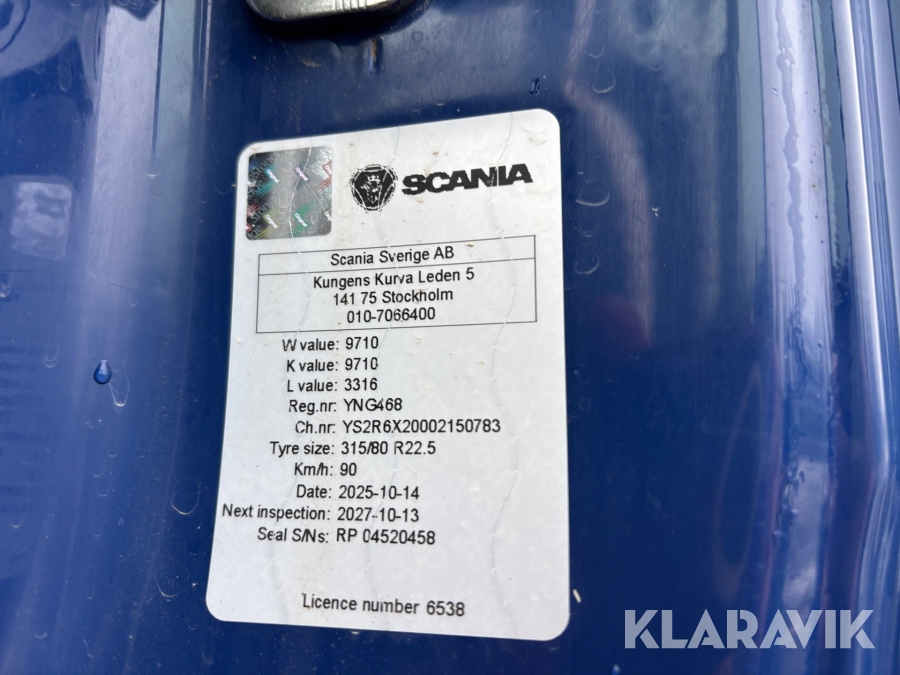 SCANIA
Scania Sverige AB
Kungens Kurva Leden 5
141 75 Stockholm
010-7066400
W value: 9710
K value: 9710
L value: 3316
Reg.nr: YNG468
Ch.nr: YS2R6X20002150783
Tyre size: 315/80 R22.5
Km/h: 90
Date: 2025-10-14
Next inspection: 2027-10-13
Seal S/Ns: RP 04520458
Licence number 6538
KLARAVIK